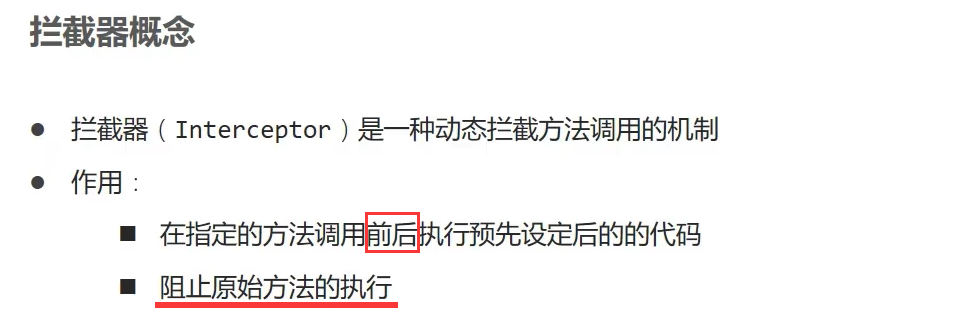 拦截器概念
● 拦截器（Interceptor）是一种动态拦截方法调用的机制
● 作用：
■ 在指定的方法调用前后执行预先设定后的的代码
■ 阻止原始方法的执行